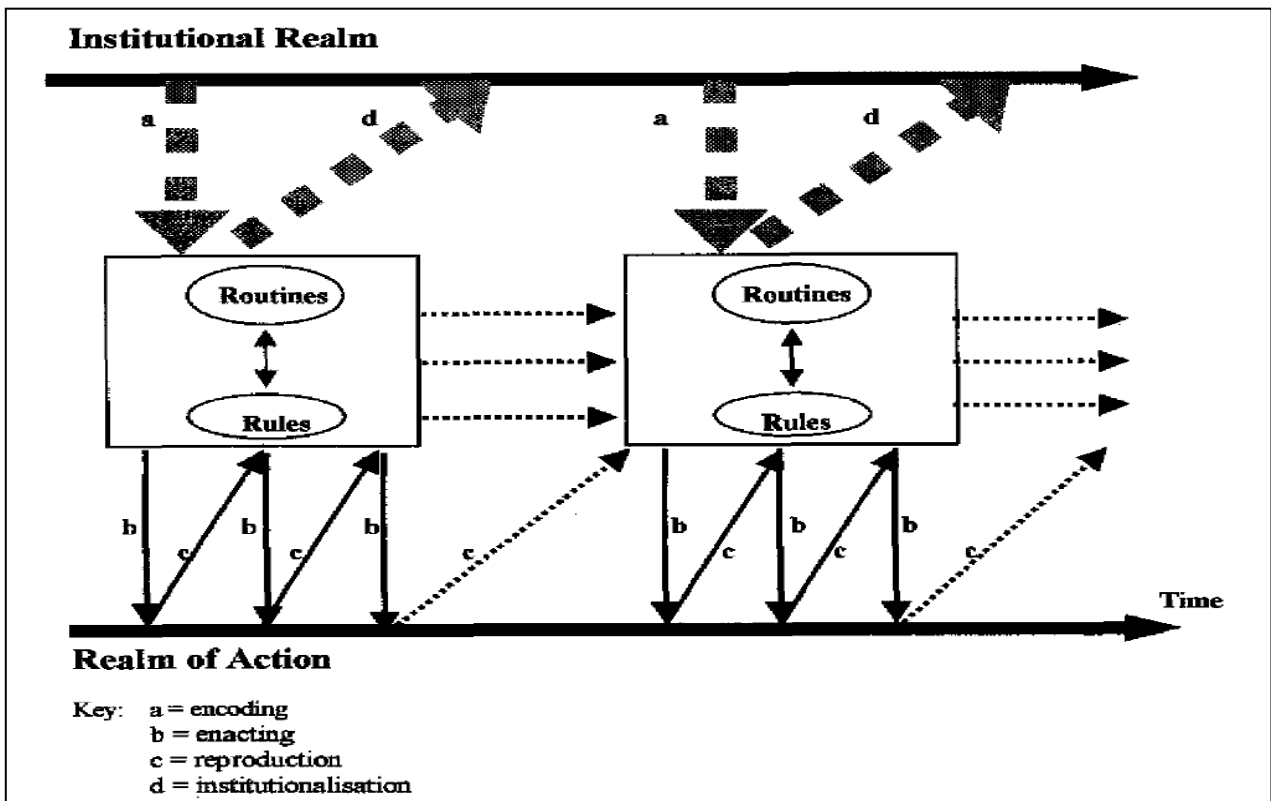 Institutional Realm
a
d
a
d
Routines
Routines
Rules
Rules
b
c
b
c
b
c
b
c
b
c
b
c
Time
Realm of Action
Key: a = encoding
b = enacting
c = reproduction
d = institutionalisation